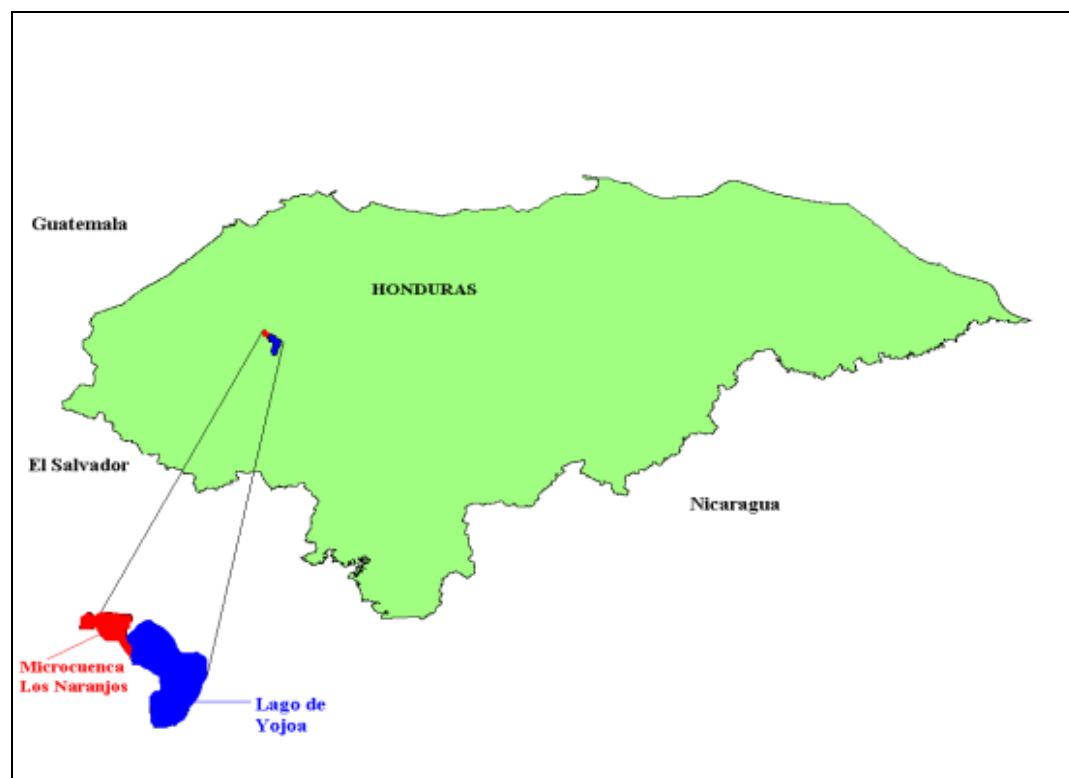 Guatemala
HONDURAS
El Salvador
Nicaragua
Microcuenca
Los Naranjos
Lago de
Yojoa